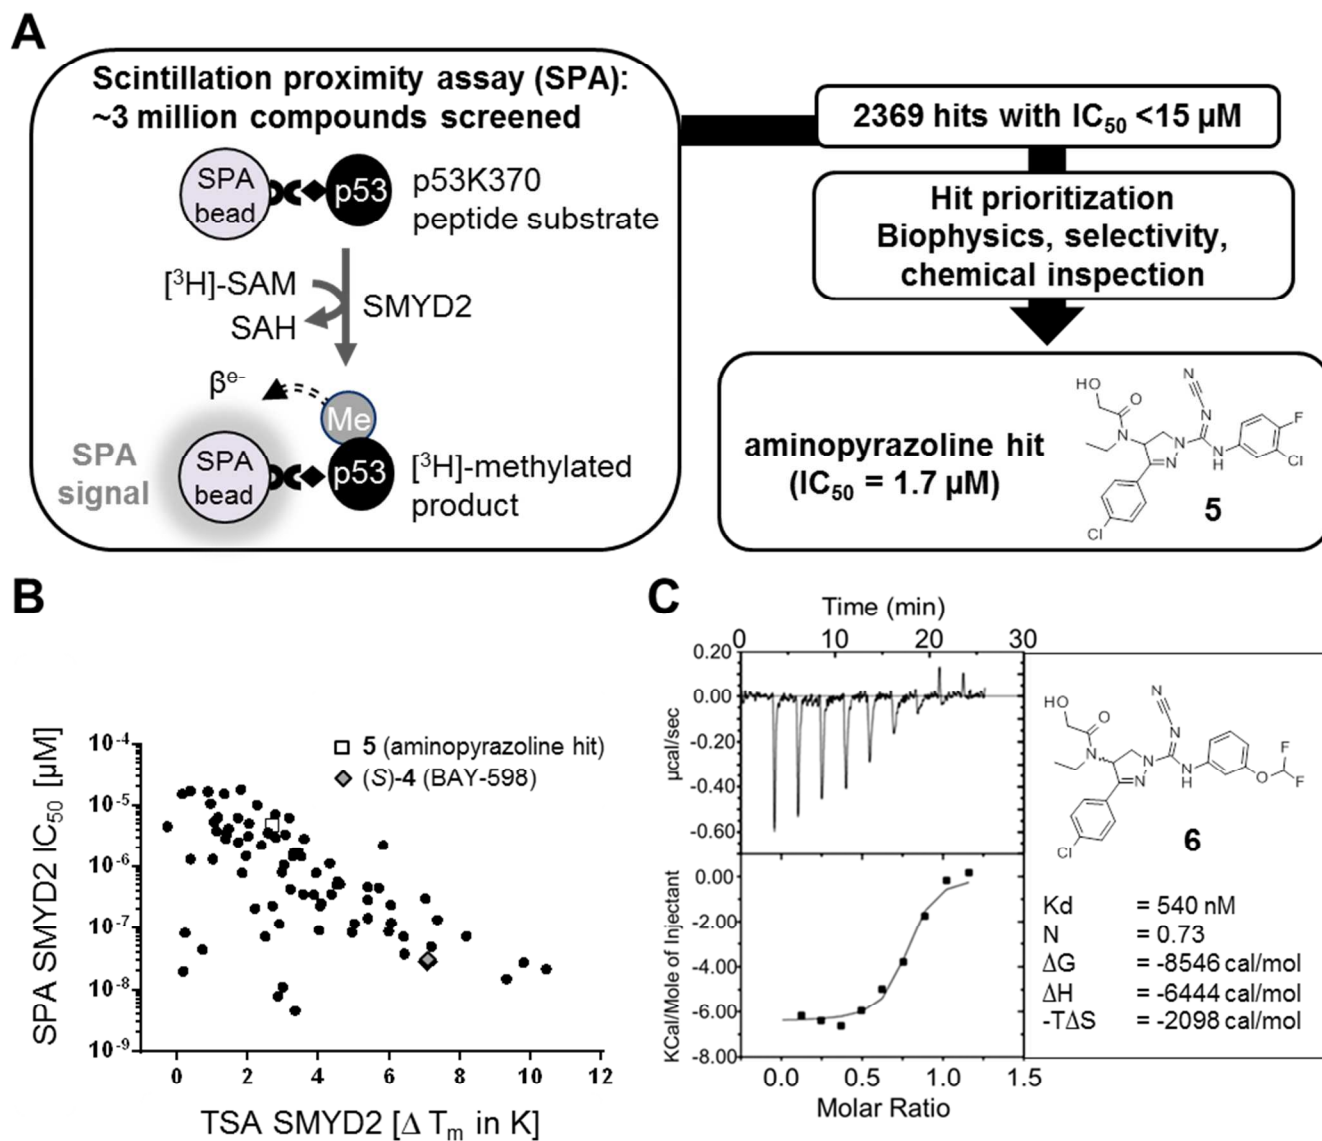 A
Scintillation proximity assay (SPA):
~3 million compounds screened
SPA
bead
p53
p53K370
peptide substrate
[³H]-SAM
SAH
SMYD2
βᵉ⁻
Me
SPA
signal
SPA
bead
p53
[³H]-methylated
product
2369 hits with IC₅₀ <15 µM
Hit prioritization
Biophysics, selectivity,
chemical inspection
aminopyrazoline hit
(IC₅₀ = 1.7 µM)
HO
O
N
N
N
N
N
N
H
F
Cl
Cl
5
B
SPA SMYD2 IC₅₀ [µM]
10⁻⁴
10⁻⁵
10⁻⁶
10⁻⁷
10⁻⁸
10⁻⁹
5 (aminopyrazoline hit)
(S)-4 (BAY-598)
0 2 4 6 8 10 12
TSA SMYD2 [Δ Tₘ in K]
C
Time (min)
0 10 20 30
0.20
0.00
-0.20
-0.40
-0.60
µcal/sec
0.00
-2.00
-4.00
-6.00
-8.00
KCal/Mole of Injectant
0.0 0.5 1.0 1.5
Molar Ratio
HO
O
N
N
N
N
N
N
H
O
F
F
Cl
6
Kd = 540 nM
N = 0.73
ΔG = -8546 cal/mol
ΔH = -6444 cal/mol
-TΔS = -2098 cal/mol